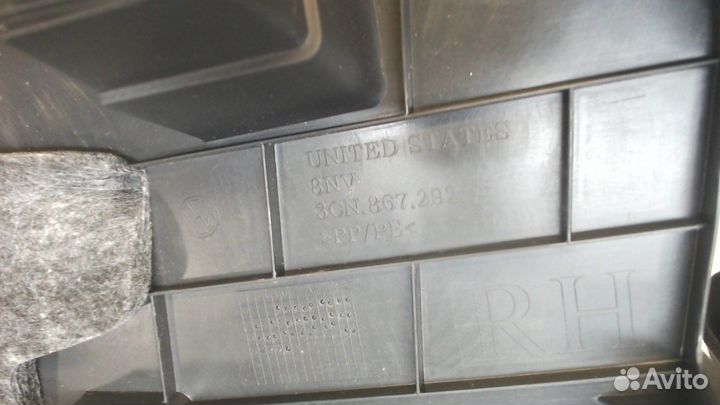 UNITED STATES
8NV
3CN.867.292
>PP/PE<
RH
Avito